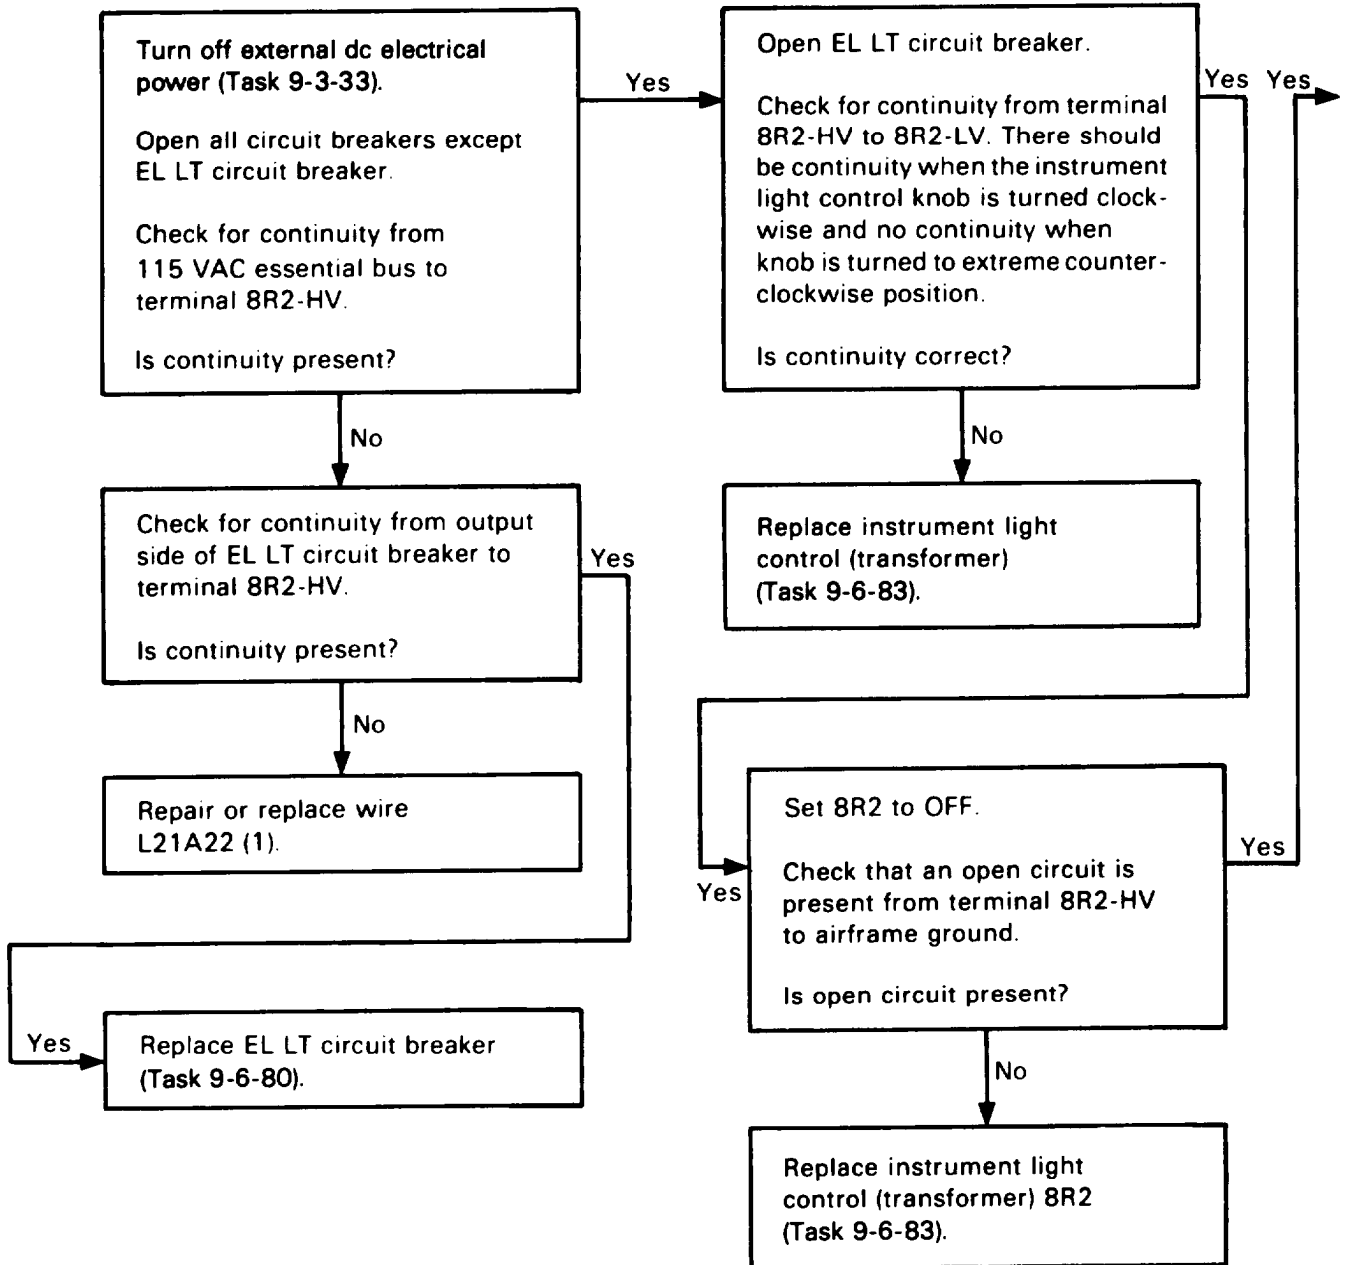 Turn off external dc electrical
power (Task 9-3-33).
Open all circuit breakers except
EL LT circuit breaker.
Check for continuity from
115 VAC essential bus to
terminal 8R2-HV.
Is continuity present?
Yes
No
Check for continuity from output
side of EL LT circuit breaker to
terminal 8R2-HV.
Is continuity present?
Yes
No
Repair or replace wire
L21A22 (1).
Yes
Replace EL LT circuit breaker
(Task 9-6-80).
Open EL LT circuit breaker.
Check for continuity from terminal
8R2-HV to 8R2-LV. There should
be continuity when the instrument
light control knob is turned clock-
wise and no continuity when
knob is turned to extreme counter-
clockwise position.
Is continuity correct?
Yes
Yes
No
Replace instrument light
control (transformer)
(Task 9-6-83).
Yes
Set 8R2 to OFF.
Check that an open circuit is
present from terminal 8R2-HV
to airframe ground.
Is open circuit present?
Yes
No
Replace instrument light
control (transformer) 8R2
(Task 9-6-83).